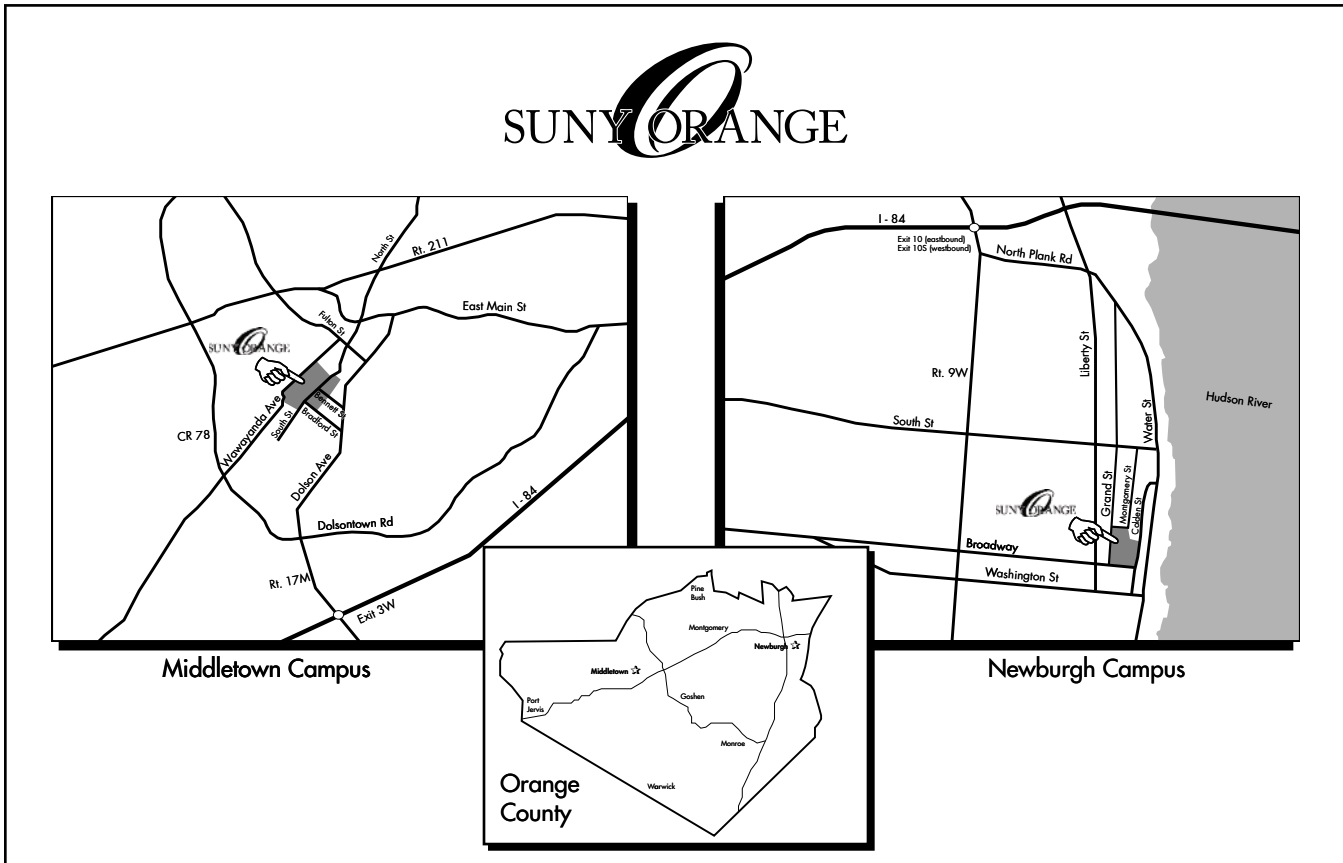 SUNY ORANGE
I - 84
Exit 10 (eastbound)
Exit 10S (westbound)
North Plank Rd
Liberty St
Rt. 9W
Water St
Hudson River
South St
Grand St
Montgomery St
Colden St
SUNY ORANGE
Broadway
Washington St
Newburgh Campus
North St
Rt. 211
East Main St
Fulton St
SUNY ORANGE
Bennett St
Bradford St
South St
Wawayanda Ave
CR 78
Dolson Ave
I - 84
Dolsontown Rd
Rt. 17M
Exit 3W
Middletown Campus
Pine
Bush
Montgomery
Newburgh
Middletown
Port
Jervis
Goshen
Monroe
Warwick
Orange
County